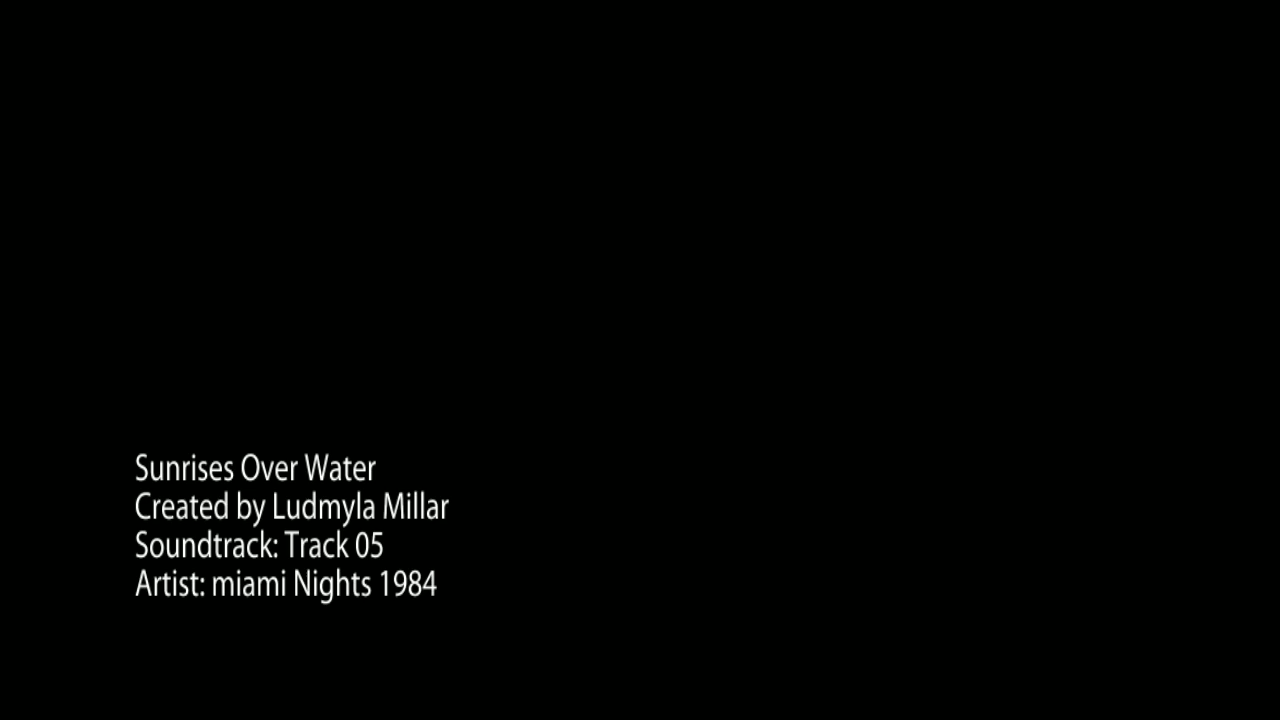 Sunrises Over Water
Created by Ludmyla Millar
Soundtrack: Track 05
Artist: miami Nights 1984